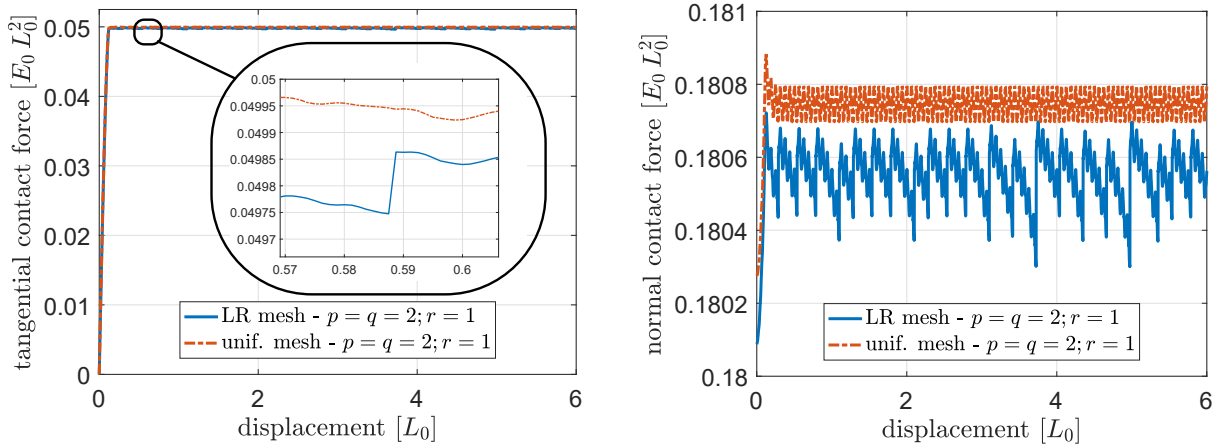 tangential contact force [E₀ L₀²]
0.05
0.04
0.03
0.02
0.01
0
0 2 4 6
displacement [L₀]
0.05
0.04995
0.0499
0.04985
0.0498
0.04975
0.0497
0.57 0.58 0.59 0.6
LR mesh - p = q = 2; r = 1
unif. mesh - p = q = 2; r = 1
normal contact force [E₀ L₀²]
0.181
0.1808
0.1806
0.1804
0.1802
0.18
0 2 4 6
displacement [L₀]
LR mesh - p = q = 2; r = 1
unif. mesh - p = q = 2; r = 1